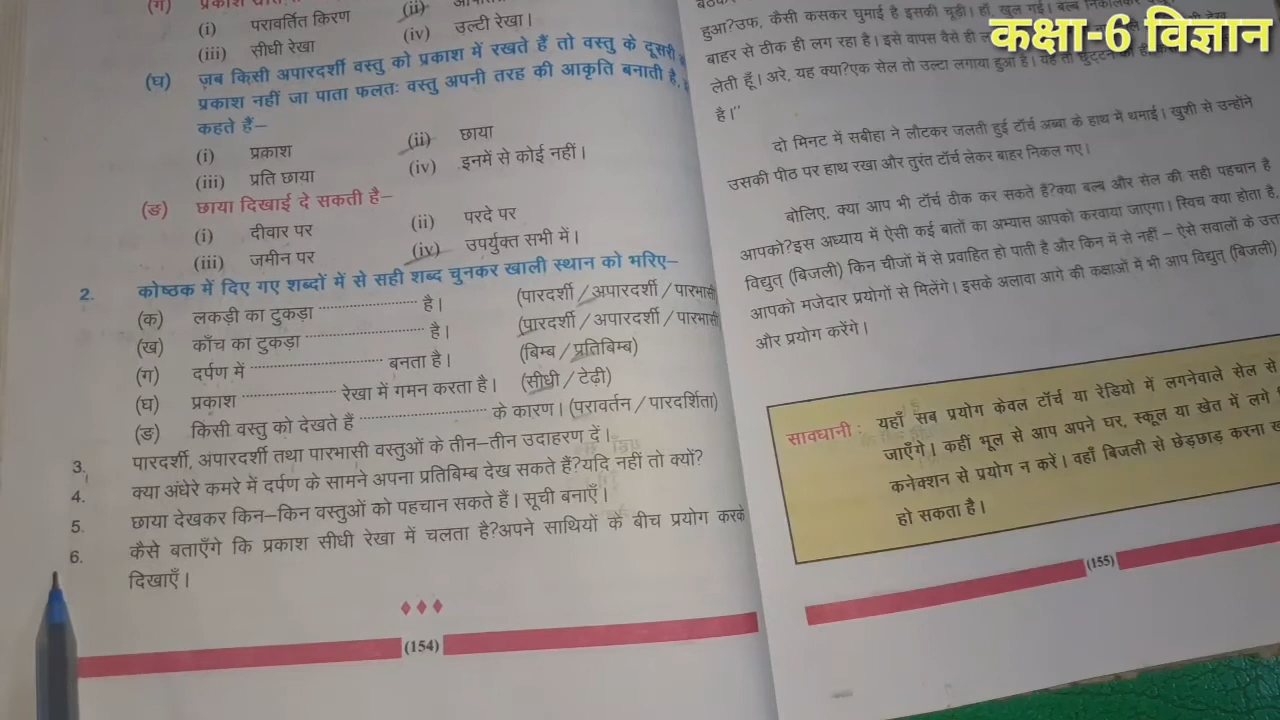 कक्षा-6 विज्ञान
(ग)
(i) परावर्तित किरण (ii)
(iii) सीधी रेखा (iv) उल्टी रेखा।
(घ) जब किसी अपारदर्शी वस्तु को प्रकाश में रखते हैं तो वस्तु के दूसरी
प्रकाश नहीं जा पाता फलतः वस्तु अपनी तरह की आकृति बनाती है,
कहते हैं–
(i) प्रकाश (ii) छाया
(iii) प्रति छाया (iv) इनमें से कोई नहीं।
(ङ) छाया दिखाई दे सकती है–
(i) दीवार पर (ii) परदे पर
(iii) जमीन पर (iv) उपर्युक्त सभी में।
2. कोष्ठक में दिए गए शब्दों में से सही शब्द चुनकर खाली स्थान को भरिए–
(क) लकड़ी का टुकड़ा ........................ है। (पारदर्शी / अपारदर्शी / पारभासी
(ख) काँच का टुकड़ा ........................ है। (पारदर्शी / अपारदर्शी / पारभासी
(ग) दर्पण में ........................ बनता है। (बिम्ब / प्रतिबिम्ब)
(घ) प्रकाश ........................ रेखा में गमन करता है। (सीधी / टेढ़ी)
(ङ) किसी वस्तु को देखते हैं ........................ के कारण। (परावर्तन / पारदर्शिता)
3. पारदर्शी, अपारदर्शी तथा पारभासी वस्तुओं के तीन–तीन उदाहरण दें।
4. क्या अंधेरे कमरे में दर्पण के सामने अपना प्रतिबिम्ब देख सकते हैं?यदि नहीं तो क्यों?
5. छाया देखकर किन–किन वस्तुओं को पहचान सकते हैं। सूची बनाएँ।
6. कैसे बताएँगे कि प्रकाश सीधी रेखा में चलता है?अपने साथियों के बीच प्रयोग करके
दिखाएँ।
(154)
हुआ?उफ, कैसी कसकर घुमाई है इसकी चूड़ी। हाँ, खुल गई। बल्ब निकालकर
बाहर से ठीक ही लग रहा है। इसे वापस वैसे ही
लेती हूँ। अरे, यह क्या?एक सेल तो उल्टा लगाया हुआ है।
है।"
दो मिनट में सबीहा ने लौटकर जलती हुई टॉर्च अब्बा के हाथ में थमाई। खुशी से उन्होंने
उसकी पीठ पर हाथ रखा और तुरंत टॉर्च लेकर बाहर निकल गए।
बोलिए, क्या आप भी टॉर्च ठीक कर सकते हैं?क्या बल्ब और सेल की सही पहचान है
आपको?इस अध्याय में ऐसी कई बातों का अभ्यास आपको करवाया जाएगा। स्विच क्या होता है,
विद्युत् (बिजली) किन चीजों में से प्रवाहित हो पाती है और किन में से नहीं – ऐसे सवालों के
आपको मजेदार प्रयोगों से मिलेंगे। इसके अलावा आगे की कक्षाओं में भी आप विद्युत् (बिजली)
और प्रयोग करेंगे।
सावधानी : यहाँ सब प्रयोग केवल टॉर्च या रेडियो में लगनेवाले सेल से
जाएँगे। कहीं भूल से आप अपने घर, स्कूल या खेत में लगे
कनेक्शन से प्रयोग न करें। वहाँ बिजली से छेड़छाड़ करना
हो सकता है।
(155)